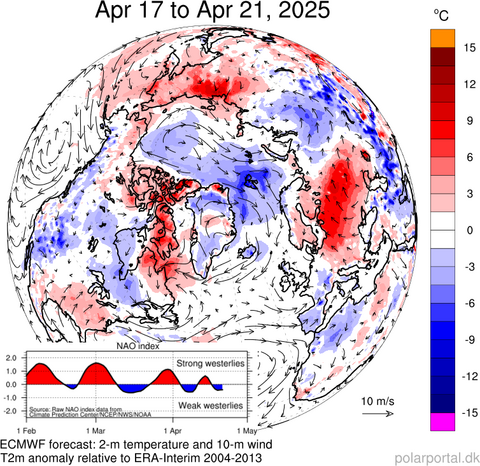 Apr 17 to Apr 21, 2025
°C
15
12
9
6
3
0
-3
-6
-9
-12
-15
10 m/s
NAO index
2.0
1.0
0.0
-1.0
-2.0
Strong westerlies
Weak westerlies
Source: Raw NAO index data from
Climate Prediction Center/NCEP/NWS/NOAA
1 Feb
1 Mar
1 Apr
1 May
ECMWF forecast: 2-m temperature and 10-m wind
T2m anomaly relative to ERA-Interim 2004-2013
polarportal.dk